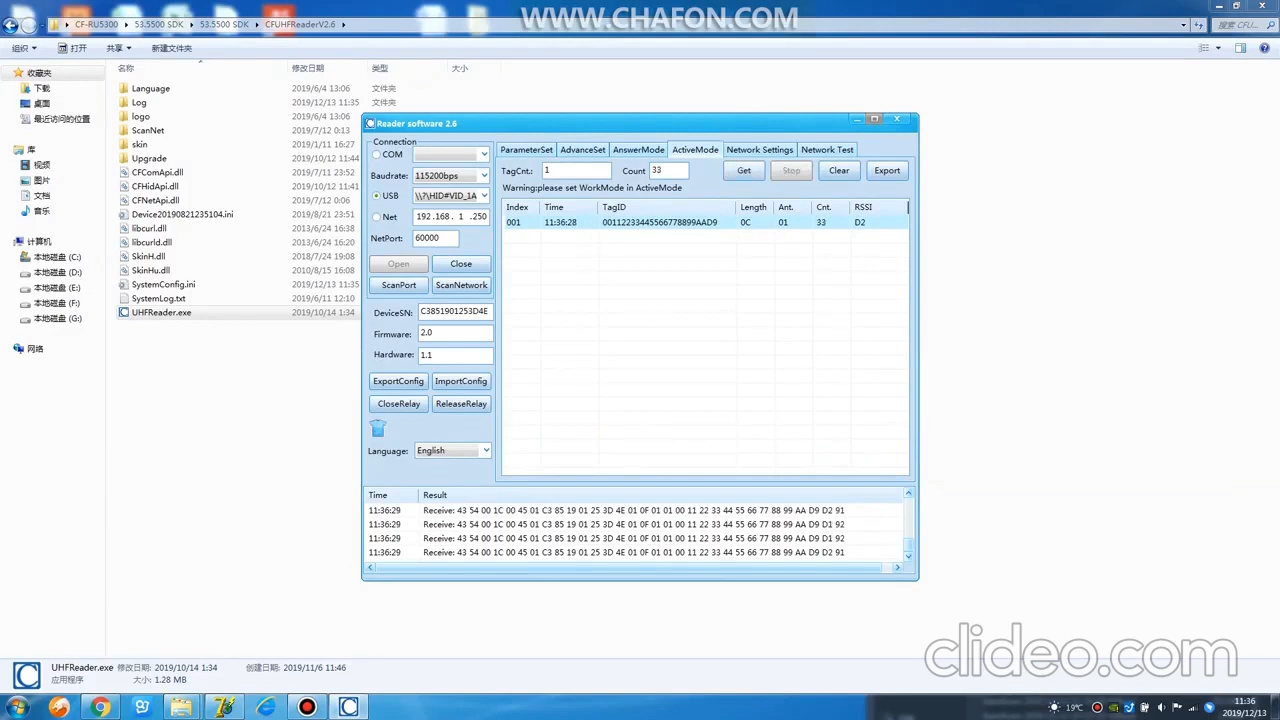 WWW.CHAFON.COM
CF-RU5300 ▸ 53.5500 SDK ▸ 53.5500 SDK ▸ CFUHFReaderV2.6 ▸
搜索 CFU...
组织 ▾ 打开 共享 ▾ 新建文件夹
收藏夹
下载
桌面
最近访问的位置
库
视频
图片
文档
音乐
计算机
本地磁盘 (C:)
本地磁盘 (D:)
本地磁盘 (E:)
本地磁盘 (F:)
本地磁盘 (G:)
网络
名称 修改日期 类型 大小
Language 2019/6/4 13:06 文件夹
Log 2019/12/13 11:35 文件夹
logo 2019/6/4 13:06
ScanNet 2019/7/12 0:13
skin 2019/1/11 16:27
Upgrade 2019/10/12 11:44
CFComApi.dll 2019/7/12 18:41
CFHidApi.dll 2019/10/12 11:41
CFNetApi.dll 2019/7/12 18:41
Device20190821235104.ini 2019/8/21 23:51
libcurl.dll 2013/6/24 16:38
libcurld.dll 2013/6/24 16:20
SkinH.dll 2018/7/24 19:08
SkinHu.dll 2010/8/15 16:08
SystemConfig.ini 2019/12/13 11:35
SystemLog.txt 2019/6/11 12:10
UHFReader.exe 2019/10/14 1:34
Reader software 2.6
Connection
COM
Baudrate: 115200bps
USB \\?\HID#VID_1A
Net 192.168. 1 .250
NetPort: 60000
Open Close
ScanPort ScanNetwork
DeviceSN: C3851901253D4E
Firmware: 2.0
Hardware: 1.1
ExportConfig ImportConfig
CloseRelay ReleaseRelay
Language: English
ParameterSet AdvanceSet AnswerMode ActiveMode Network Settings Network Test
TagCnt.: 1 Count 33 Get Stop Clear Export
Warning:please set WorkMode in ActiveMode
Index Time TagID Length Ant. Cnt. RSSI
001 11:36:28 00112233445566778899AAD9 0C 01 33 D2
Time Result
11:36:29 Receive: 43 54 00 1C 00 45 01 C3 85 19 01 25 3D 4E 01 0F 01 01 00 11 22 33 44 55 66 77 88 99 AA D9 D2 91
11:36:29 Receive: 43 54 00 1C 00 45 01 C3 85 19 01 25 3D 4E 01 0F 01 01 00 11 22 33 44 55 66 77 88 99 AA D9 D1 92
11:36:29 Receive: 43 54 00 1C 00 45 01 C3 85 19 01 25 3D 4E 01 0F 01 01 00 11 22 33 44 55 66 77 88 99 AA D9 D1 92
11:36:29 Receive: 43 54 00 1C 00 45 01 C3 85 19 01 25 3D 4E 01 0F 01 01 00 11 22 33 44 55 66 77 88 99 AA D9 D2 91
clideo.com
UHFReader.exe 修改日期: 2019/10/14 1:34 创建日期: 2019/11/6 11:46
应用程序 大小: 1.28 MB
19℃
11:36
2019/12/13